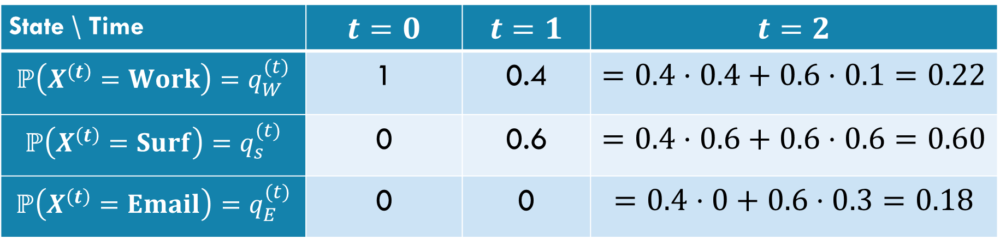 State \ Time t = 0 t = 1 t = 2
ℙ(X^(t) = Work) = q_W^(t) 1 0.4 = 0.4 · 0.4 + 0.6 · 0.1 = 0.22
ℙ(X^(t) = Surf) = q_s^(t) 0 0.6 = 0.4 · 0.6 + 0.6 · 0.6 = 0.60
ℙ(X^(t) = Email) = q_E^(t) 0 0 = 0.4 · 0 + 0.6 · 0.3 = 0.18